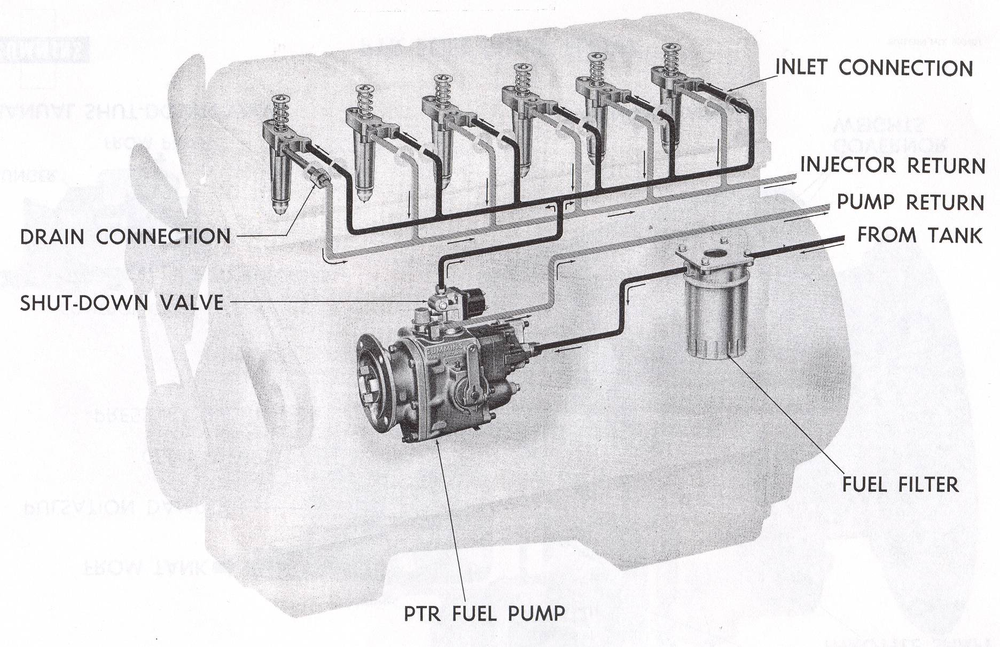 INLET CONNECTION
INJECTOR RETURN
PUMP RETURN
FROM TANK
DRAIN CONNECTION
SHUT-DOWN VALVE
CUMMINS
FUEL FILTER
PTR FUEL PUMP